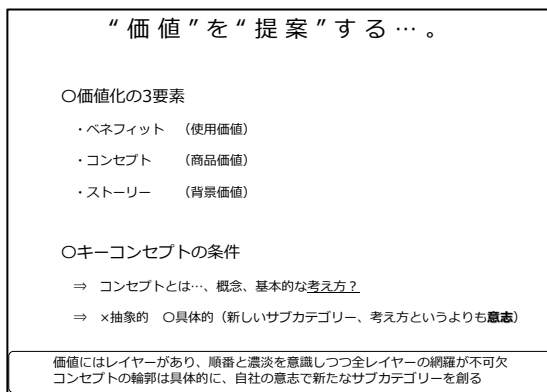 “価値”を“提案”する…。
〇価値化の3要素
・ベネフィット （使用価値）
・コンセプト （商品価値）
・ストーリー （背景価値）
〇キーコンセプトの条件
⇒ コンセプトとは…、概念、基本的な考え方？
⇒ ×抽象的 〇具体的（新しいサブカテゴリー、考え方というよりも意志）
価値にはレイヤーがあり、順番と濃淡を意識しつつ全レイヤーの網羅が不可欠
コンセプトの輪郭は具体的に、自社の意志で新たなサブカテゴリーを創る